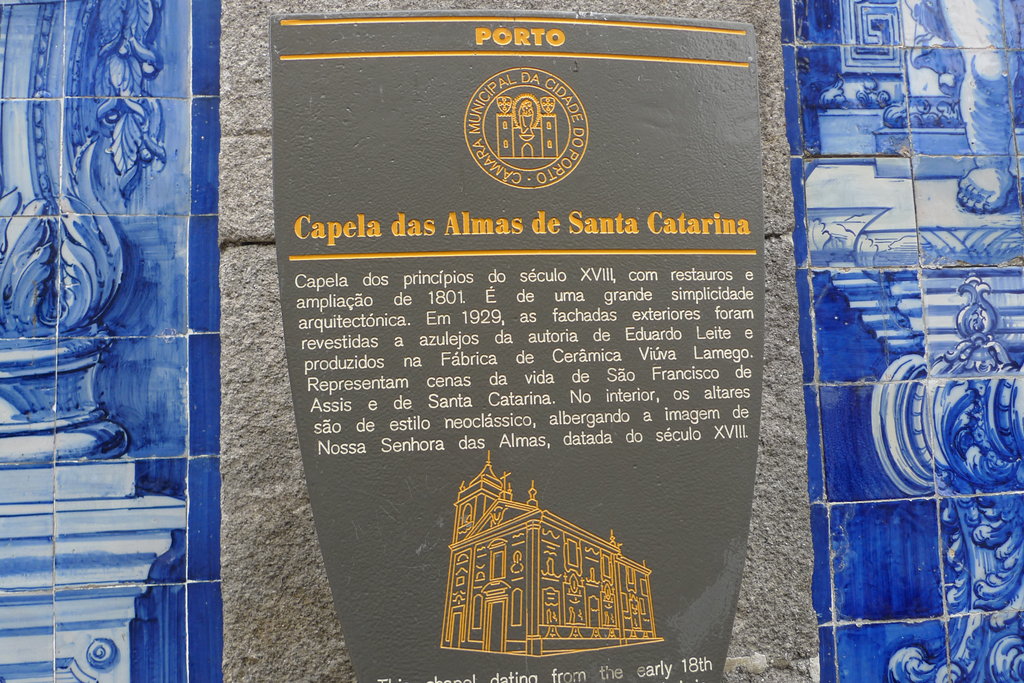 PORTO
CÂMARA MUNICIPAL DA CIDADE DO PORTO -
Capela das Almas de Santa Catarina
Capela dos princípios do século XVIII, com restauros e
ampliação de 1801. É de uma grande simplicidade
arquitectónica. Em 1929, as fachadas exteriores foram
revestidas a azulejos da autoria de Eduardo Leite e
produzidos na Fábrica de Cerâmica Viúva Lamego.
Representam cenas da vida de São Francisco de
Assis e de Santa Catarina. No interior, os altares
são de estilo neoclássico, albergando a imagem de
Nossa Senhora das Almas, datada do século XVIII.
This chapel, dating from the early 18th